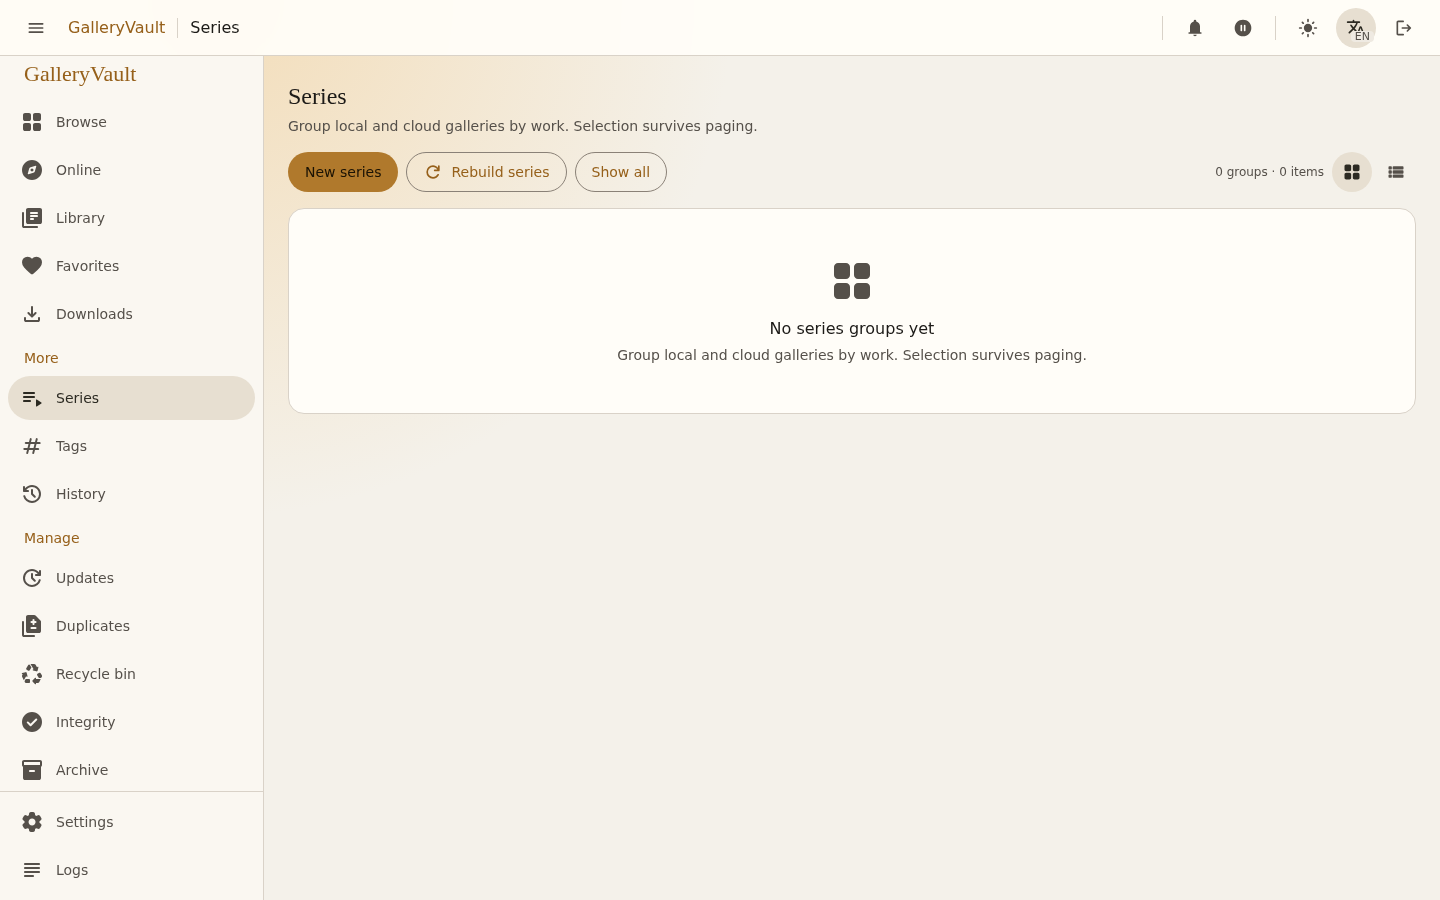 GalleryVault
Series
EN
GalleryVault
Browse
Online
Library
Favorites
Downloads
More
Series
Tags
History
Manage
Updates
Duplicates
Recycle bin
Integrity
Archive
Settings
Logs
Series
Group local and cloud galleries by work. Selection survives paging.
New series
Rebuild series
Show all
0 groups · 0 items
No series groups yet
Group local and cloud galleries by work. Selection survives paging.